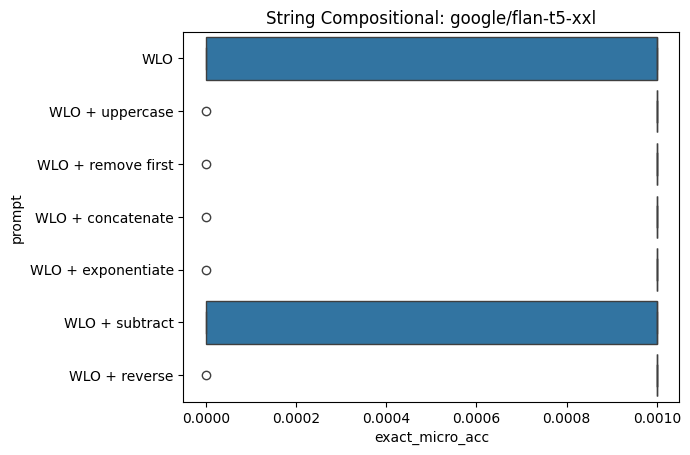 String Compositional: google/flan-t5-xxl
WLO
WLO + uppercase
WLO + remove first
WLO + concatenate
WLO + exponentiate
WLO + subtract
WLO + reverse
prompt
0.0000 0.0002 0.0004 0.0006 0.0008 0.0010
exact_micro_acc